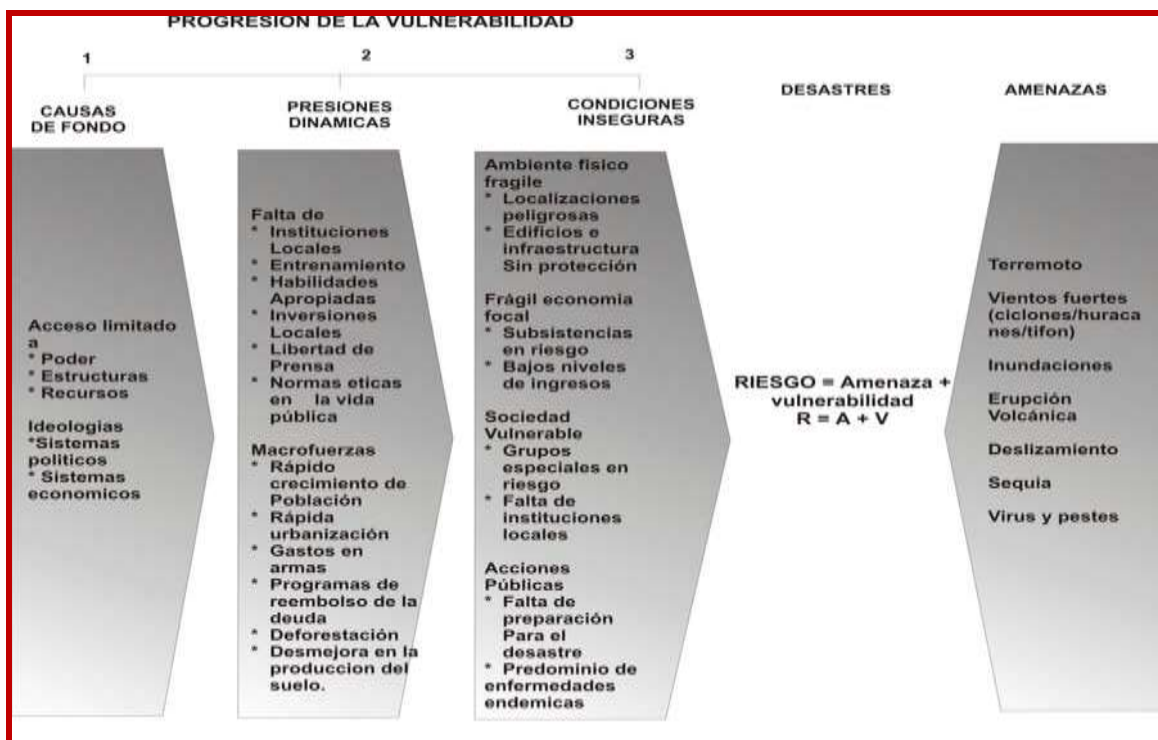 PROGRESION DE LA VULNERABILIDAD
1
2
3
CAUSAS
DE FONDO
PRESIONES
DINAMICAS
CONDICIONES
INSEGURAS
DESASTRES
AMENAZAS
Acceso limitado
a
* Poder
* Estructuras
* Recursos
Ideologias
*Sistemas
politicos
* Sistemas
economicos
Falta de
* Instituciones
Locales
* Entrenamiento
* Habilidades
Apropiadas
* Inversiones
Locales
* Libertad de
Prensa
* Normas eticas
en la vida
pública
Macrofuerzas
* Rápido
crecimiento de
Población
* Rápida
urbanización
* Gastos en
armas
* Programas de
reembolso de la
deuda
* Deforestación
* Desmejora en la
produccion del
suelo.
Ambiente fisico
fragile
* Localizaciones
peligrosas
* Edificios e
infraestructura
Sin protección
Frágil economia
focal
* Subsistencias
en riesgo
* Bajos niveles
de ingresos
Sociedad
Vulnerable
* Grupos
especiales en
riesgo
* Falta de
instituciones
locales
Acciones
Públicas
* Falta de
preparación
Para el
desastre
* Predominio de
enfermedades
endemicas
RIESGO = Amenaza +
vulnerabilidad
R = A + V
Terremoto
Vientos fuertes
(ciclones/huraca
nes/tifon)
Inundaciones
Erupción
Volcánica
Deslizamiento
Sequia
Virus y pestes